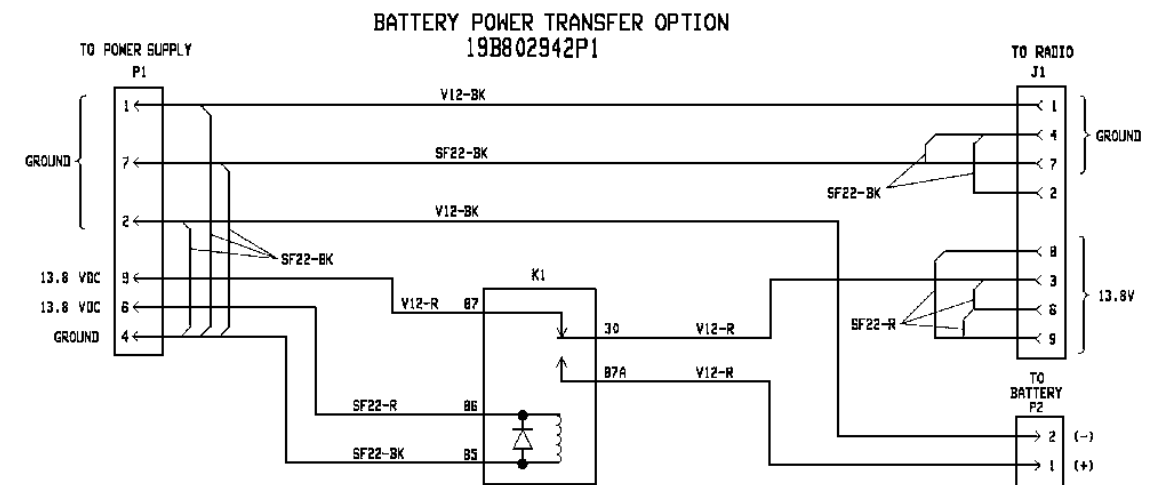 BATTERY POWER TRANSFER OPTION
19B802942P1
TO POWER SUPPLY
P1
TO RADIO
J1
1
V12-BK
1
4
GROUND
GROUND
7
SF22-BK
7
SF22-BK
2
2
V12-BK
SF22-BK
8
13.8 VDC
9
K1
3
13.8V
13.8 VDC
6
V12-R
87
6
SF22-R
GROUND
4
30
V12-R
9
87A
V12-R
TO
BATTERY
P2
SF22-R
86
2
(-)
SF22-BK
85
1
(+)